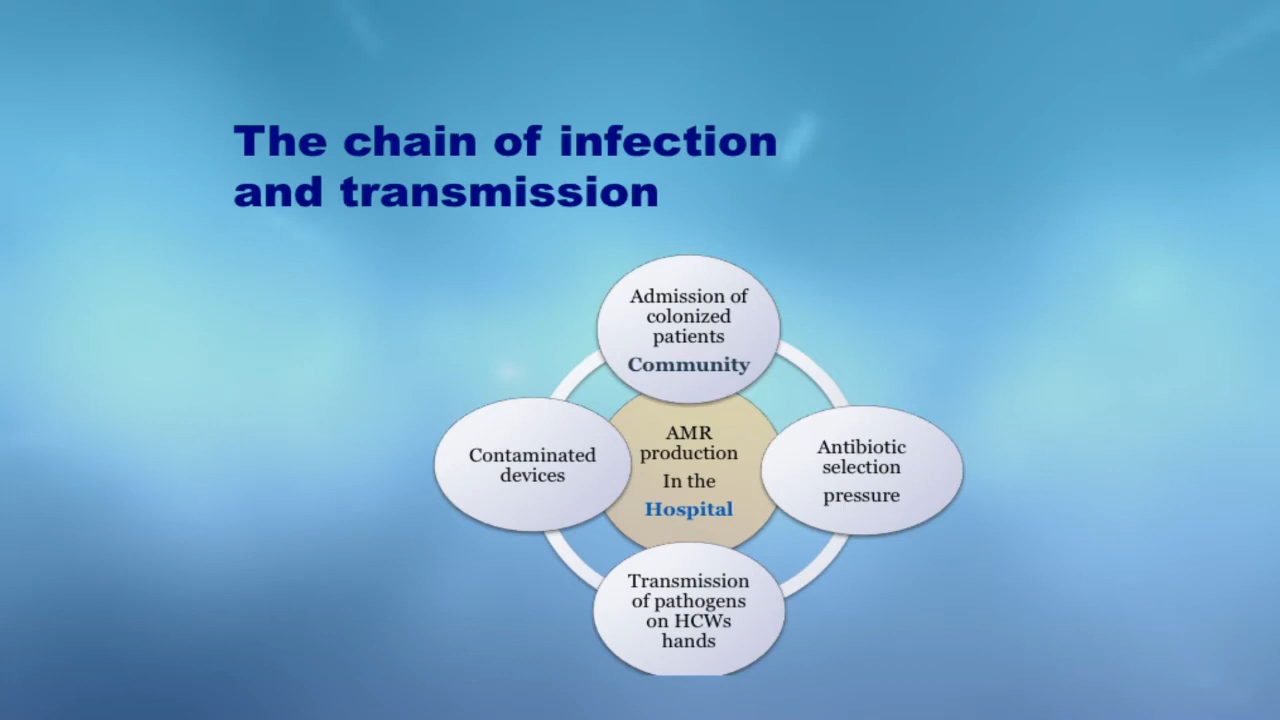 The chain of infection
and transmission
Admission of
colonized
patients
Community
Contaminated
devices
AMR
production
In the
Hospital
Antibiotic
selection
pressure
Transmission
of pathogens
on HCWs
hands